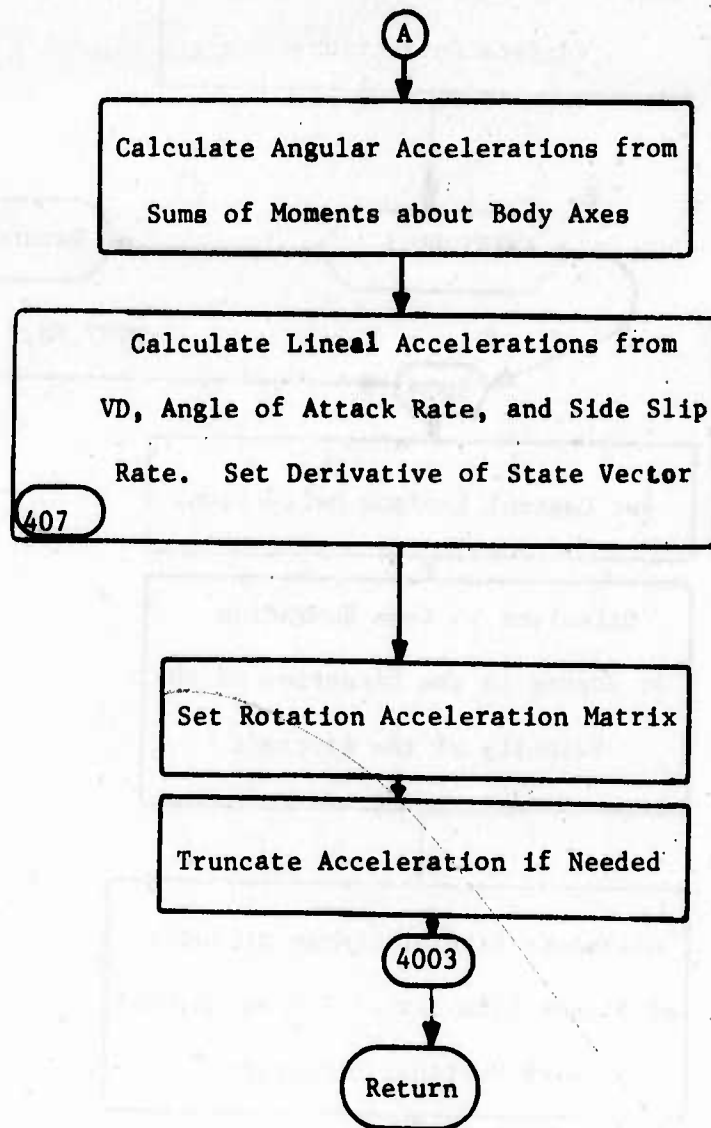 A
Calculate Angular Accelerations from
Sums of Moments about Body Axes
Calculate Lineal Accelerations from
VD, Angle of Attack Rate, and Side Slip
Rate. Set Derivative of State Vector
407
Set Rotation Acceleration Matrix
Truncate Acceleration if Needed
4003
Return